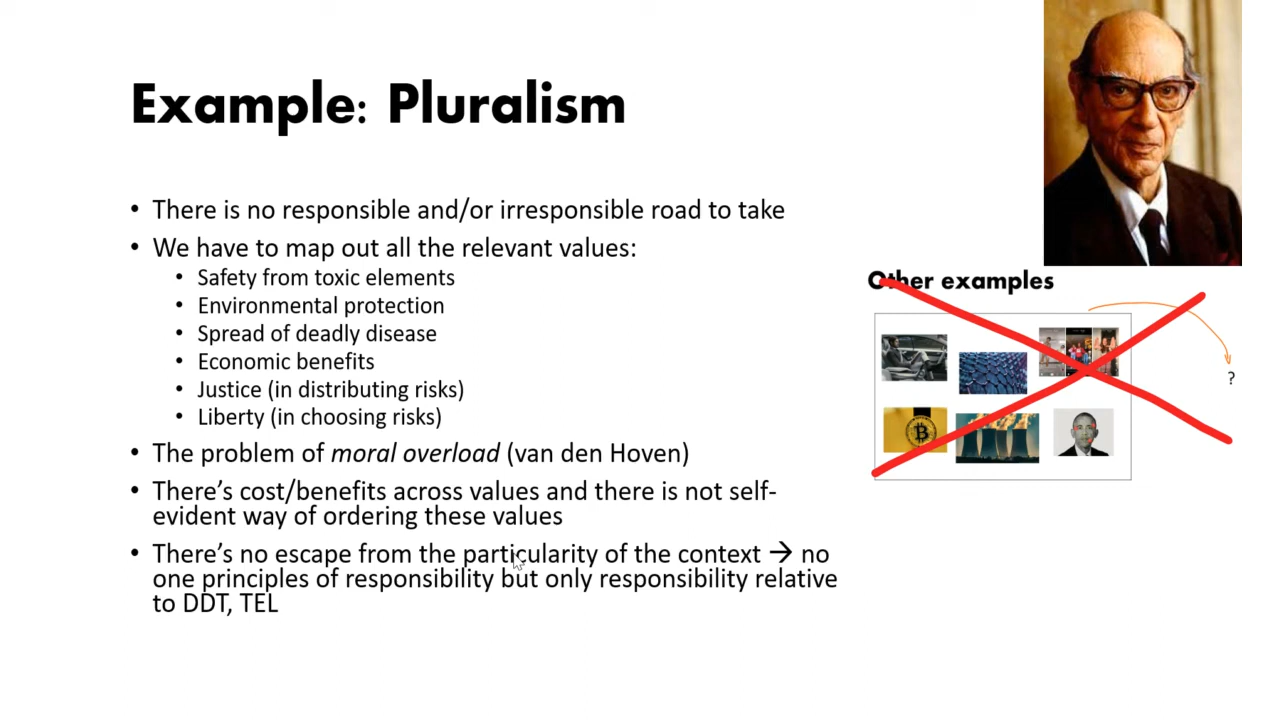 Example: Pluralism
• There is no responsible and/or irresponsible road to take
• We have to map out all the relevant values:
• Safety from toxic elements
• Environmental protection
• Spread of deadly disease
• Economic benefits
• Justice (in distributing risks)
• Liberty (in choosing risks)
• The problem of moral overload (van den Hoven)
• There's cost/benefits across values and there is not self-
evident way of ordering these values
• There's no escape from the particularity of the context → no
one principles of responsibility but only responsibility relative
to DDT, TEL
Other examples
?